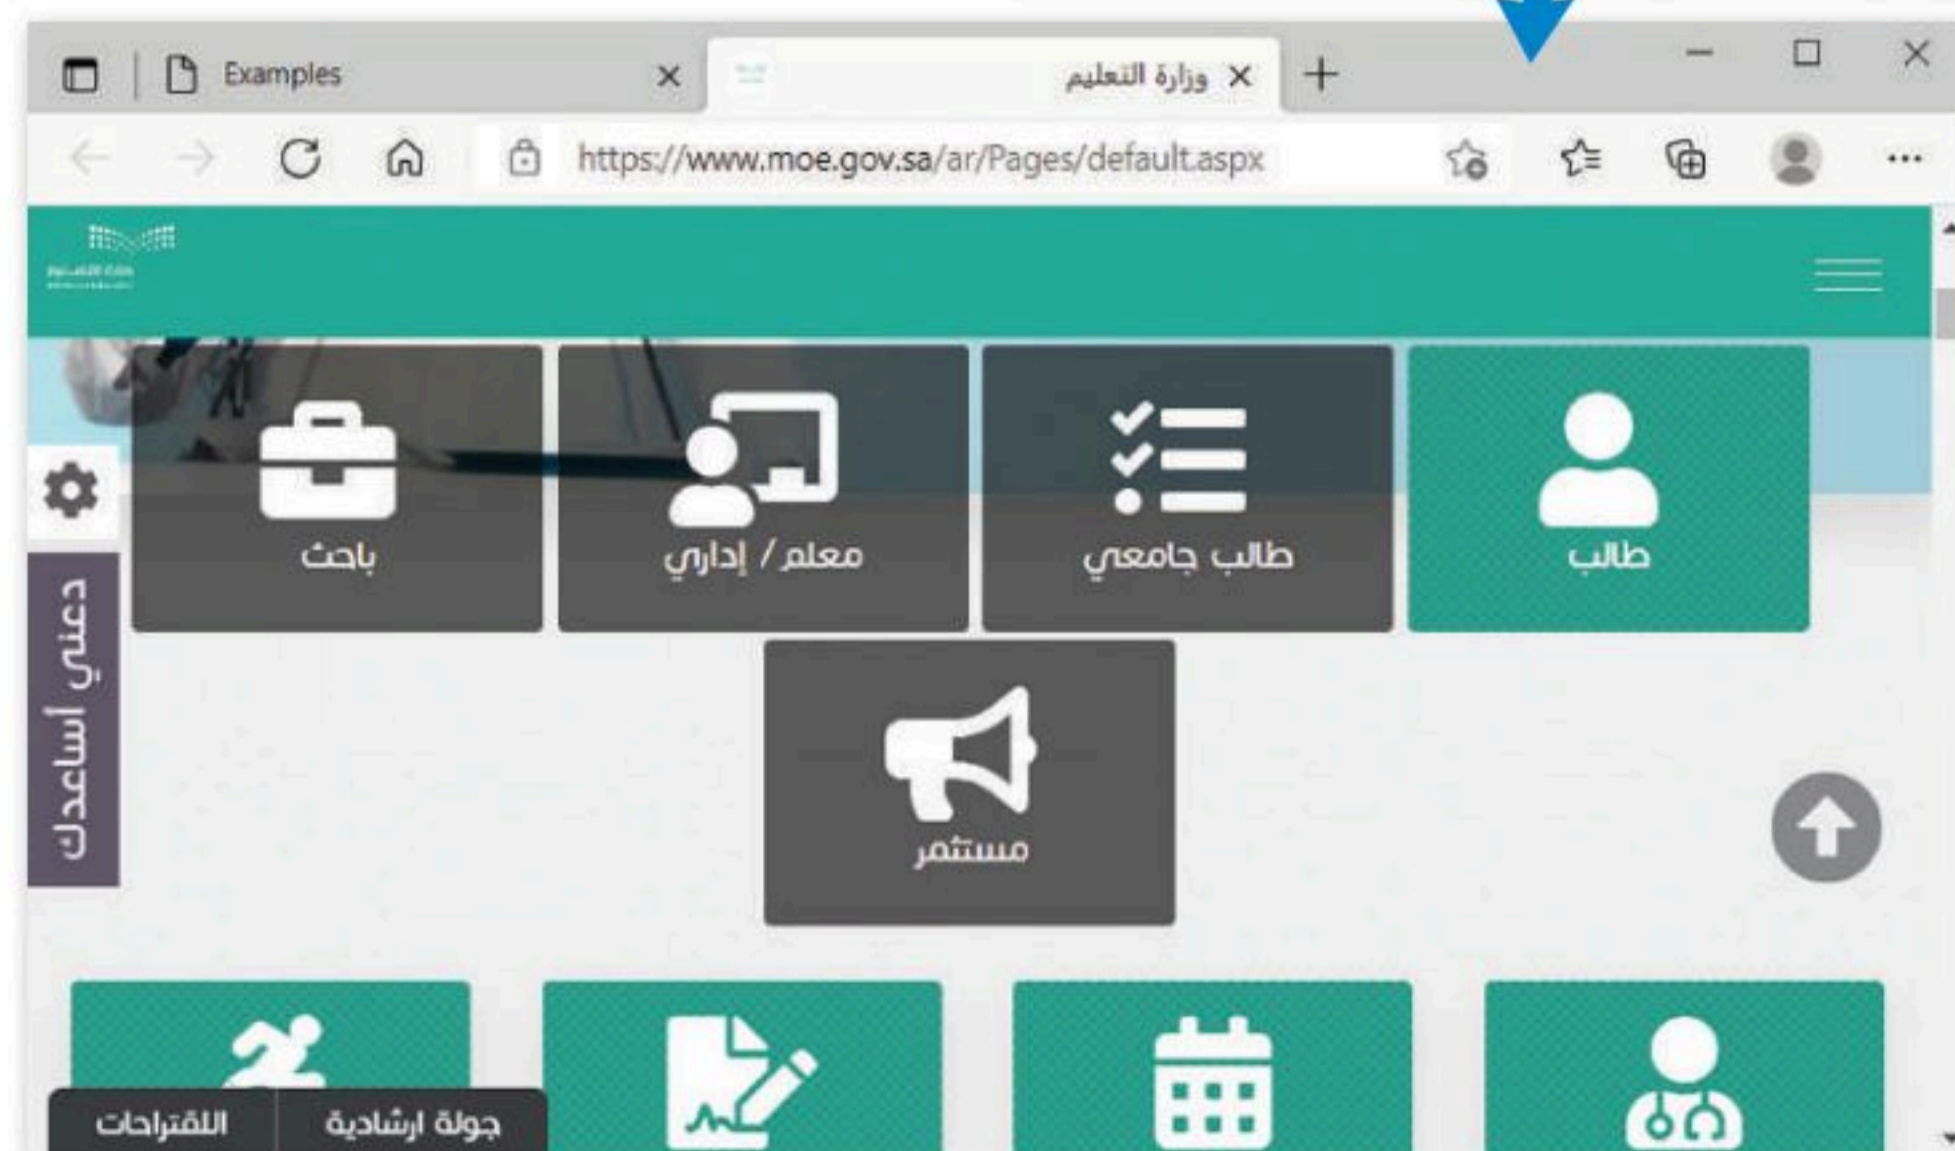 Examples
وزارة التعليم
https://www.moe.gov.sa/ar/Pages/default.aspx
طالب
طالب جامعي
معلم / إداري
باحث
دعني أساعدك
مستثمر
جولة ارشادية
اللقتراحات